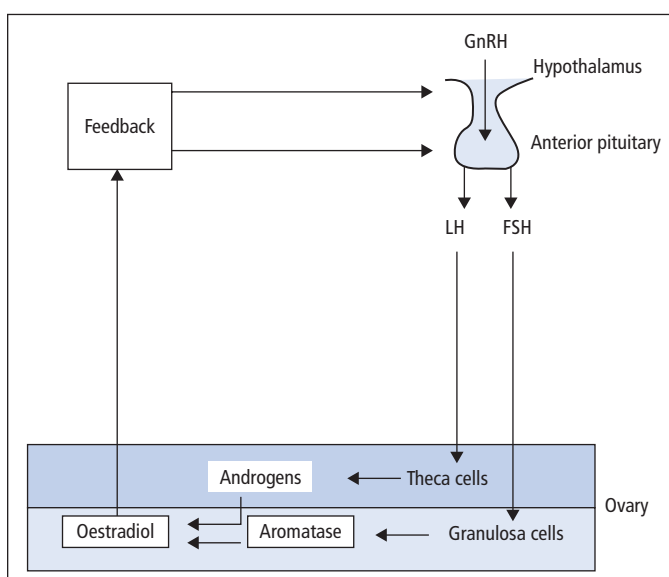 GnRH
Hypothalamus
Feedback
Anterior pituitary
LH FSH
Androgens Theca cells
Ovary
Oestradiol Aromatase Granulosa cells